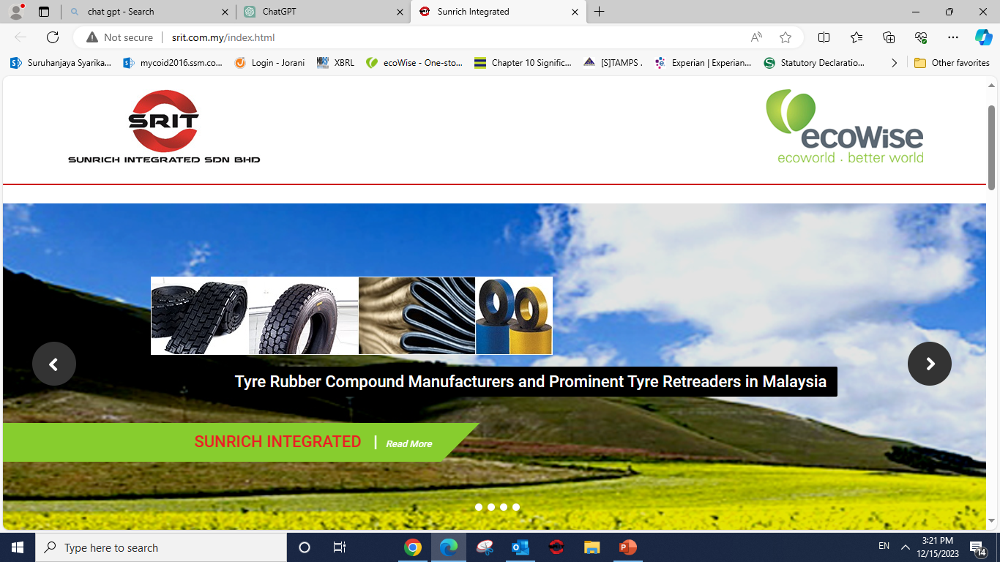 chat gpt - Search
ChatGPT
Sunrich Integrated
Not secure
srit.com.my/index.html
Suruhanjaya Syarika...
mycoid2016.ssm.co...
Login - Jorani
XBRL
ecoWise - One-sto...
Chapter 10 Signific...
[S]TAMPS .
Experian | Experian...
Statutory Declaratio...
Other favorites
SRIT
SUNRICH INTEGRATED SDN BHD
ecoWise
ecoworld . better world
Tyre Rubber Compound Manufacturers and Prominent Tyre Retreaders in Malaysia
SUNRICH INTEGRATED | Read More
Type here to search
EN
3:21 PM
12/15/2023
14